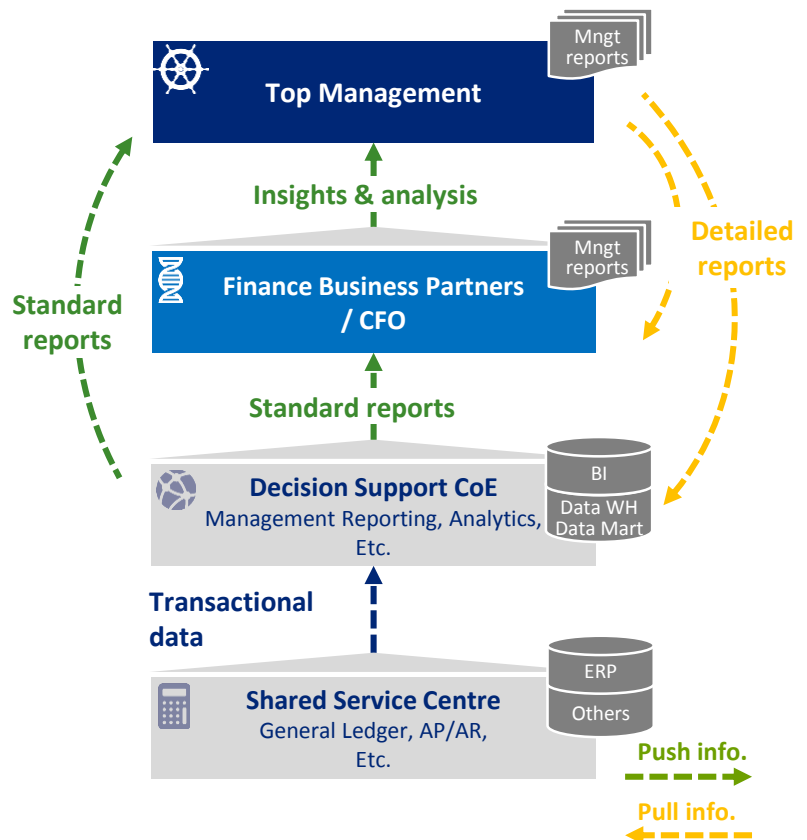 Mngt
reports
Top Management
Insights & analysis
Mngt
reports
Detailed
reports
Finance Business Partners
/ CFO
Standard
reports
Standard reports
BI
Decision Support CoE
Management Reporting, Analytics,
Etc.
Data WH
Data Mart
Transactional
data
ERP
Shared Service Centre
General Ledger, AP/AR,
Etc.
Others
Push info.
Pull info.